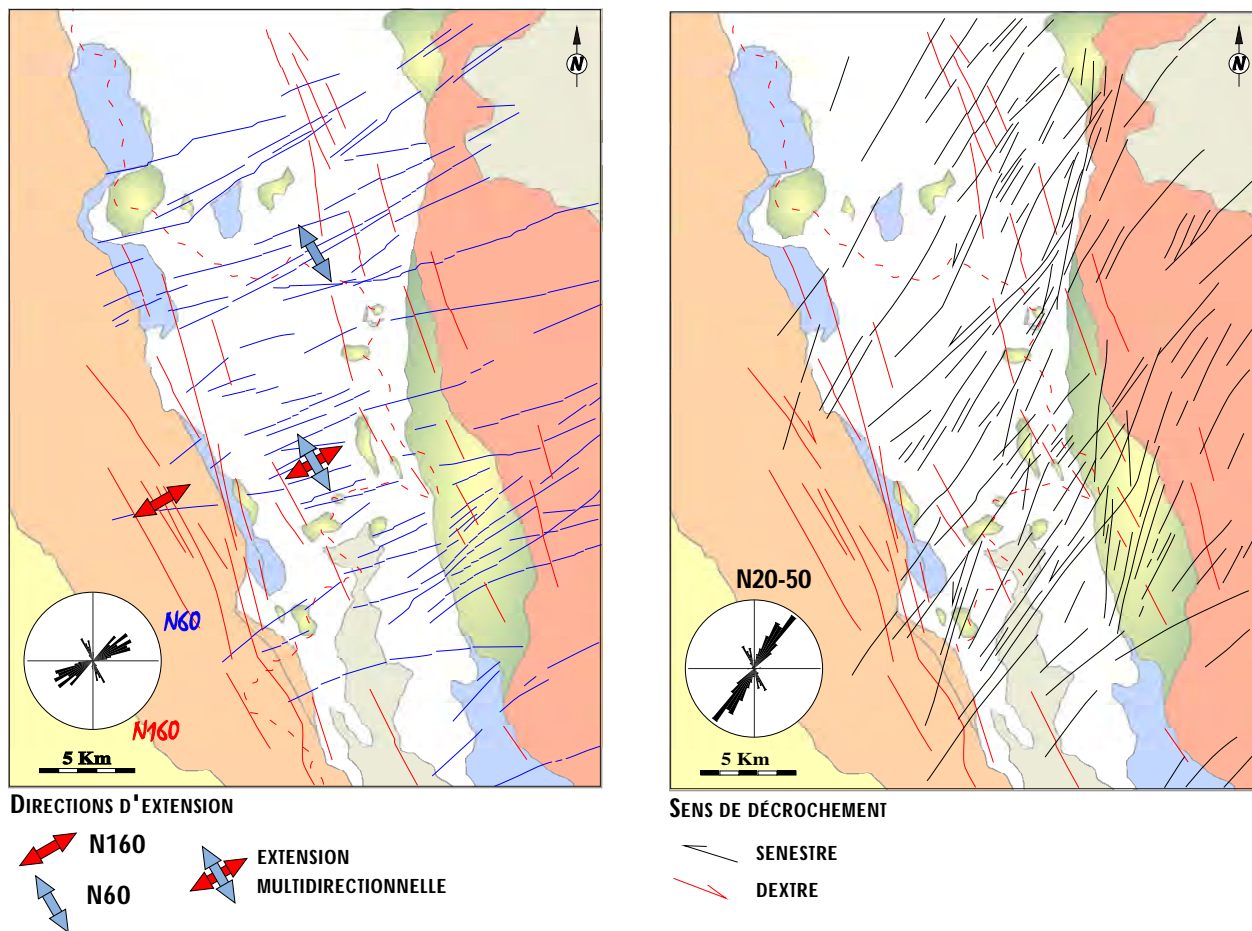 N
N60
N160
5 Km
DIRECTIONS D'EXTENSION
N160
N60
EXTENSION
MULTIDIRECTIONNELLE
N
N20-50
5 Km
SENS DE DÉCROCHEMENT
SENESTRE
DEXTRE